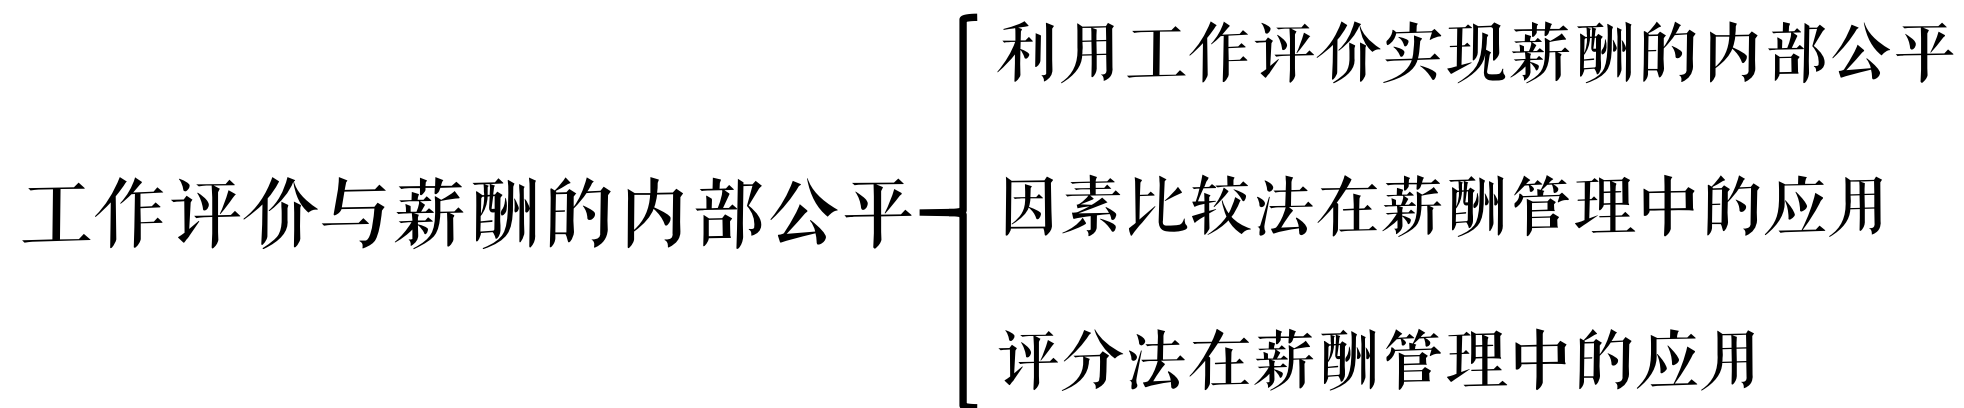 利用工作评价实现薪酬的内部公平
工作评价与薪酬的内部公平
因素比较法在薪酬管理中的应用
评分法在薪酬管理中的应用